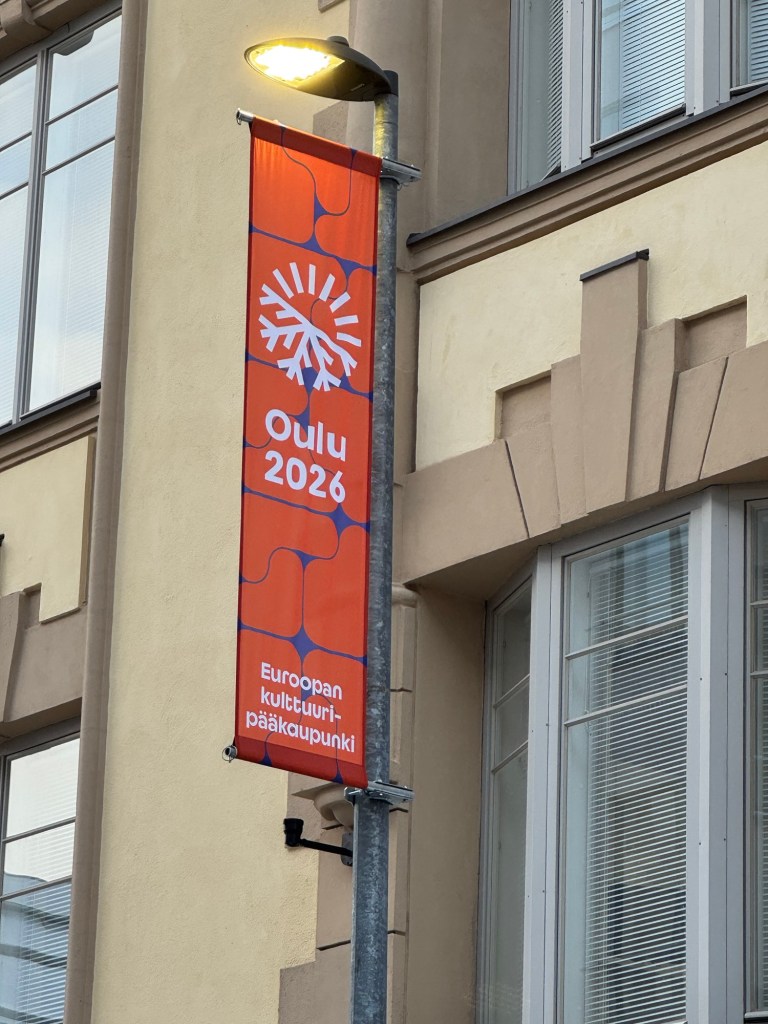 Oulu
2026
Euroopan
kulttuuri-
pääkaupunki